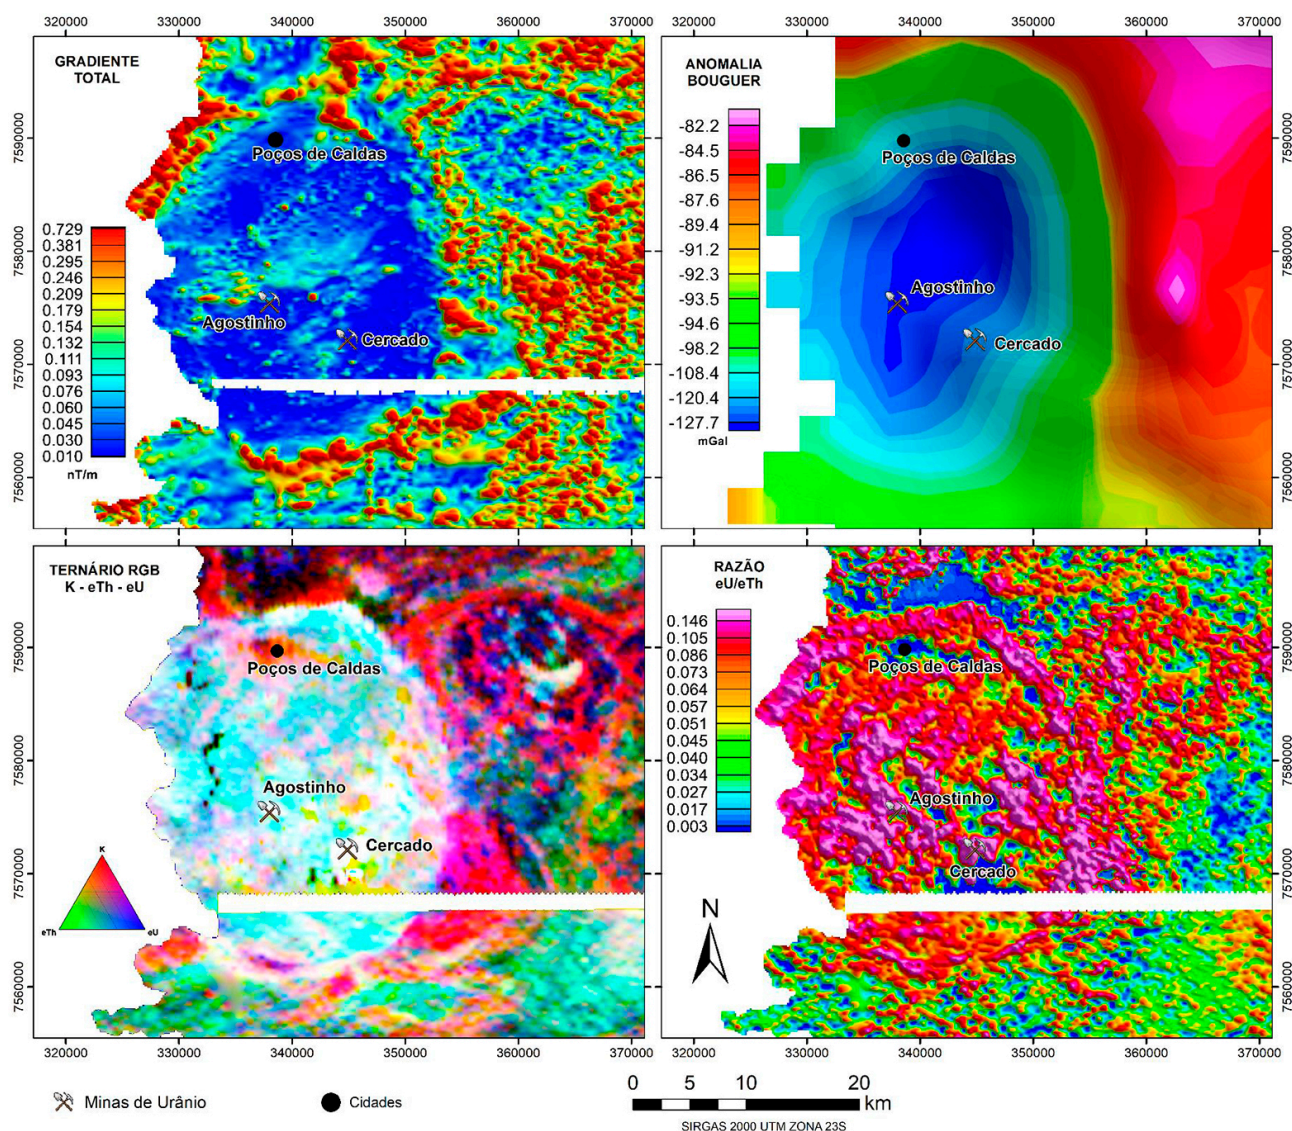 320000 330000 340000 350000 360000 370000
320000 330000 340000 350000 360000 370000
7590000
7580000
7570000
7560000
GRADIENTE
TOTAL
Poços de Caldas
Agostinho
Cercado
0.729
0.381
0.295
0.246
0.209
0.179
0.154
0.132
0.111
0.093
0.076
0.060
0.045
0.030
0.010
nT/m
ANOMALIA
BOUGUER
-82.2
-84.5
-86.5
-87.6
-89.4
-91.2
-92.3
-93.5
-94.6
-98.2
-108.4
-120.4
-127.7
mGal
Poços de Caldas
Agostinho
Cercado
7590000
7580000
7570000
7560000
7590000
7580000
7570000
7560000
TERNÁRIO RGB
K - eTh - eU
Poços de Caldas
Agostinho
Cercado
K
eTh
eU
RAZÃO
eU/eTh
0.146
0.105
0.086
0.073
0.064
0.057
0.051
0.045
0.040
0.034
0.027
0.017
0.003
Poços de Caldas
Agostinho
Cercado
N
7590000
7580000
7570000
7560000
320000 330000 340000 350000 360000 370000
320000 330000 340000 350000 360000 370000
Minas de Urânio
Cidades
0 5 10 20
km
SIRGAS 2000 UTM ZONA 23S